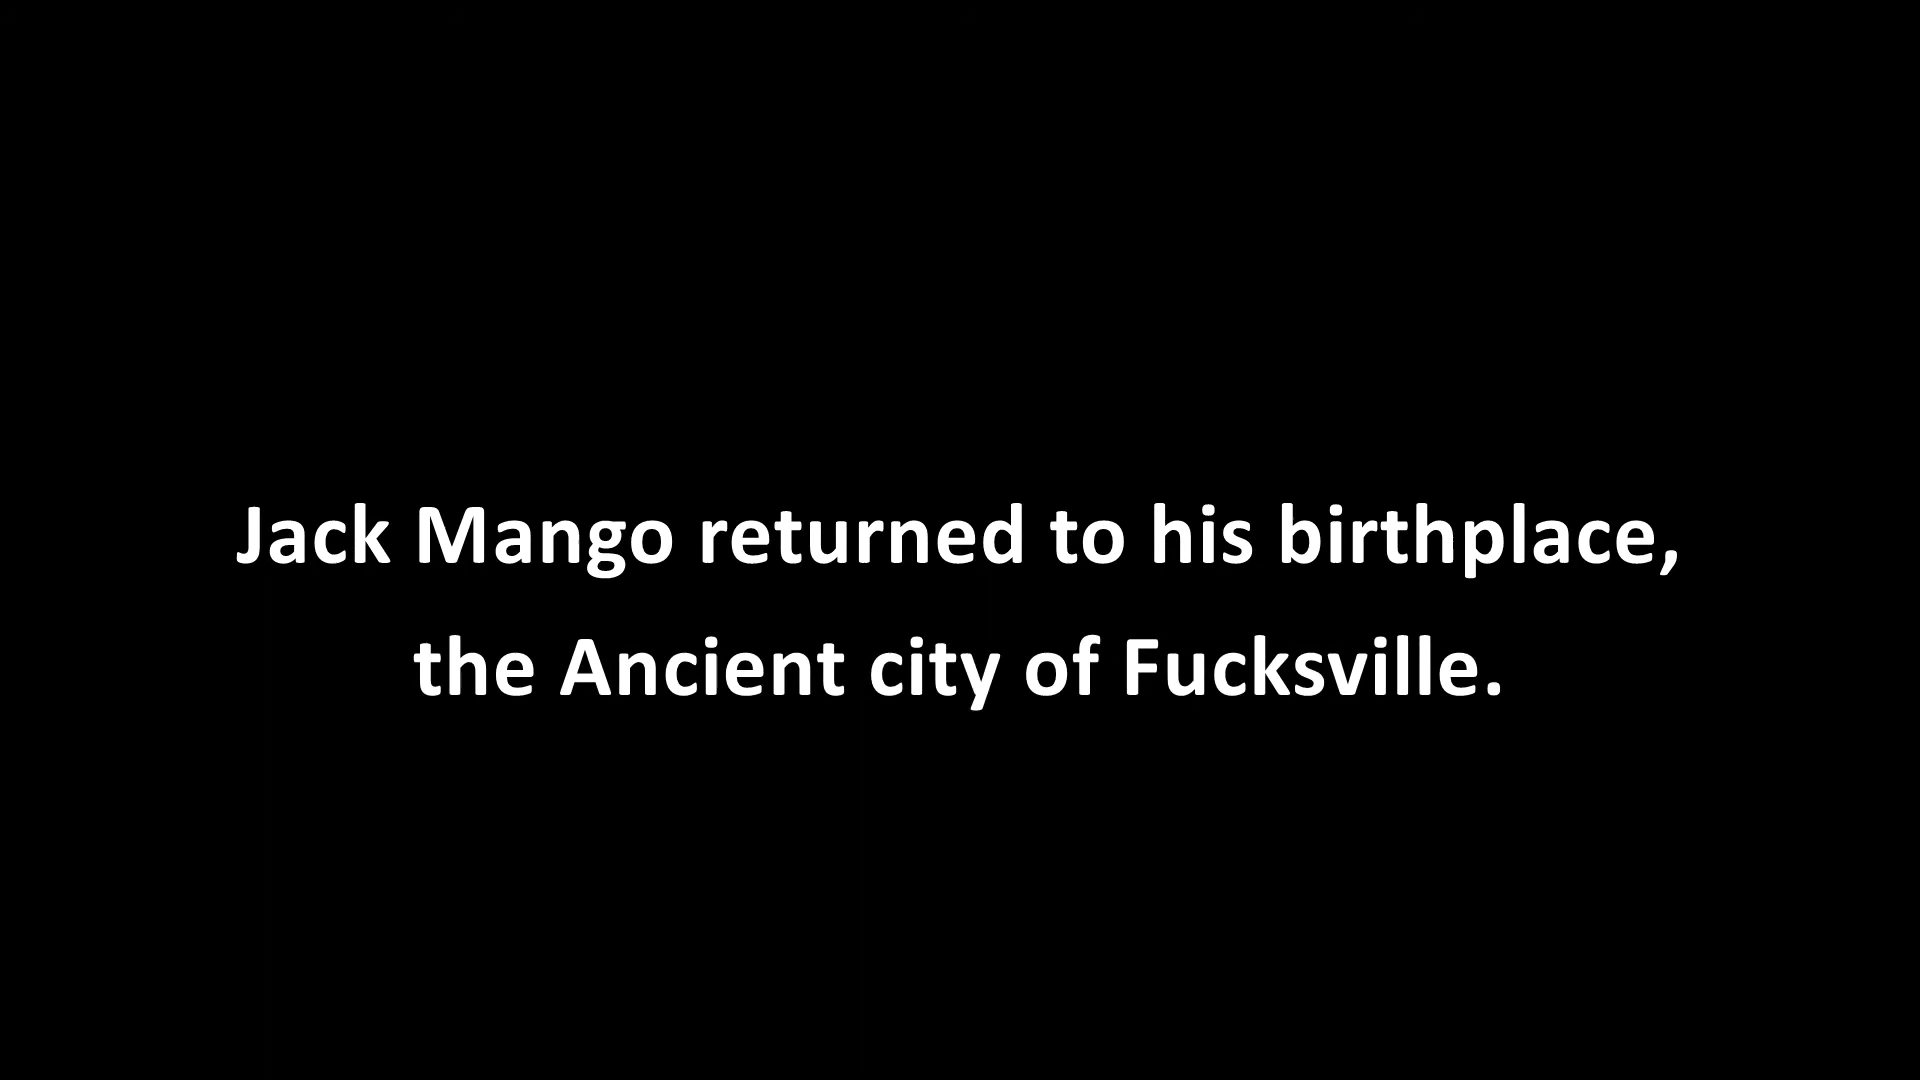 Jack Mango returned to his birthplace,
the Ancient city of Fucksville.